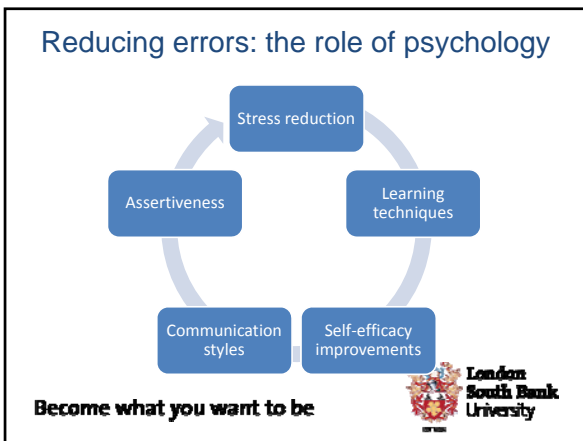 Reducing errors: the role of psychology
Stress reduction
Learning
techniques
Self-efficacy
improvements
Communication
styles
Assertiveness
Become what you want to be
London
South Bank
University